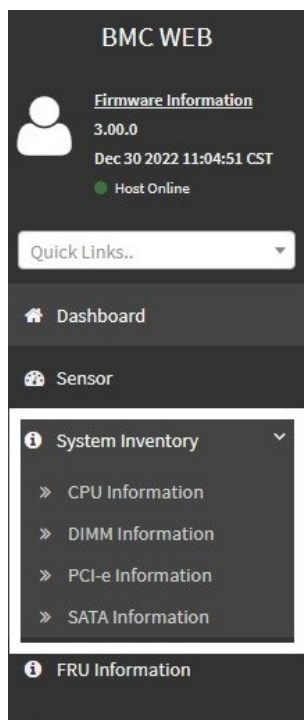 BMC WEB
Firmware Information
3.00.0
Dec 30 2022 11:04:51 CST
Host Online
Quick Links..
Dashboard
Sensor
System Inventory
CPU Information
DIMM Information
PCI-e Information
SATA Information
FRU Information